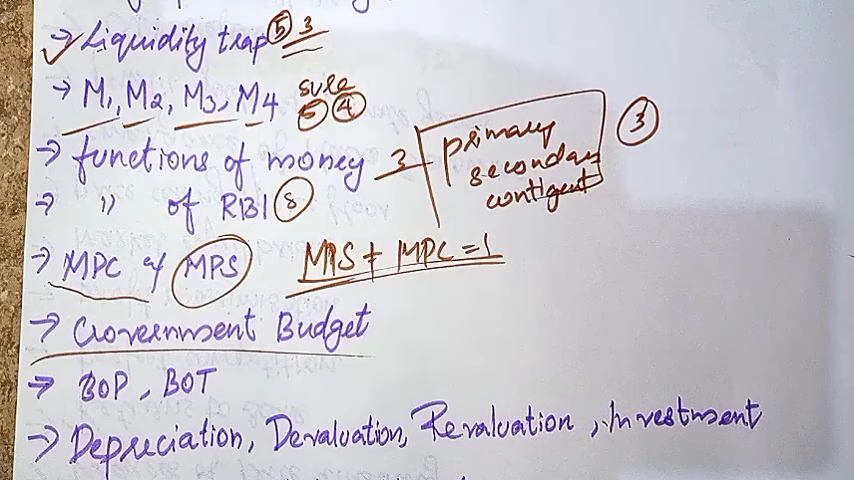 → Liquidity trap ⑤ 3
→ M1, M2, M3, M4 sure ⑤ ④
→ functions of money 3 primary secondary contigent ③
→ " of RBI ⑧
→ MPC & MPS MPS + MPC = 1
→ Government Budget
→ BOP, BOT
→ Depreciation, Devaluation, Revaluation, Investment